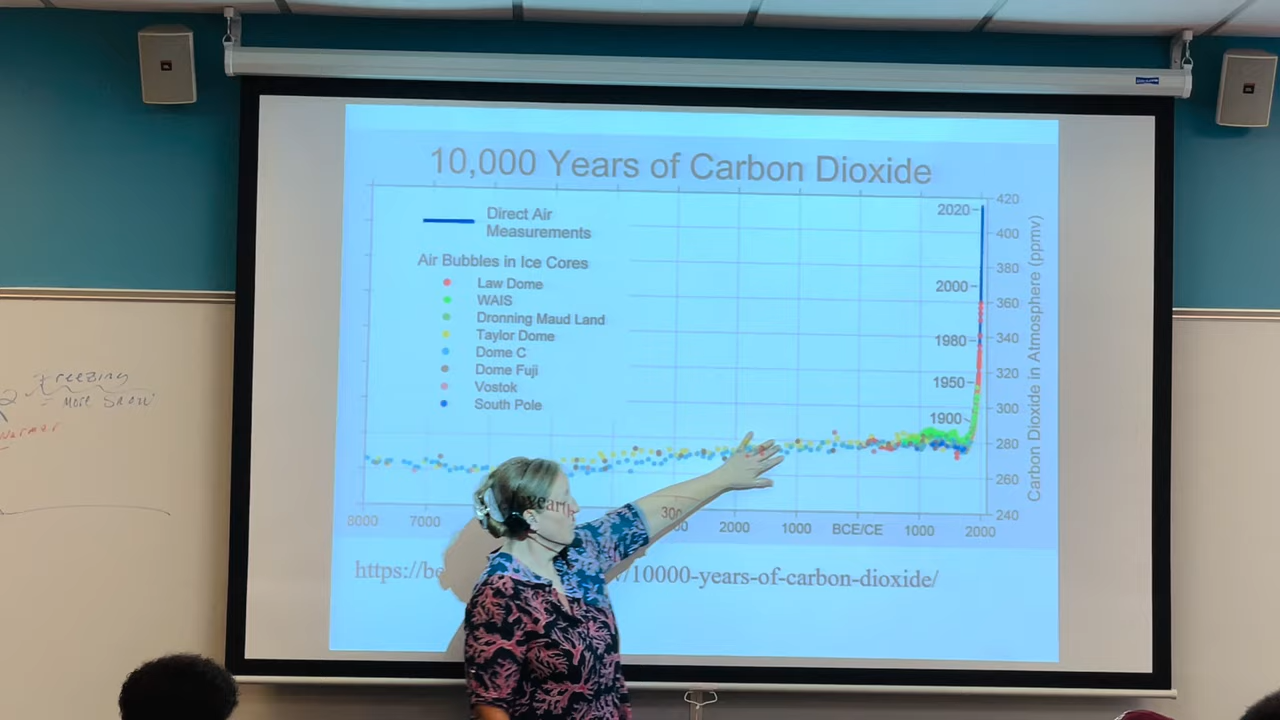 10,000 Years of Carbon Dioxide
Direct Air
Measurements
Air Bubbles in Ice Cores
Law Dome
WAIS
Dronning Maud Land
Taylor Dome
Dome C
Dome Fuji
Vostok
South Pole
2020
2000
1980
1950
1900
420
400
380
360
340
320
300
280
260
240
Carbon Dioxide in Atmosphere (ppmv)
8000 7000 2000 1000 BCE/CE 1000 2000
/10000-years-of-carbon-dioxide/
https://be
Freezing
= More Snow
Warmer
JBL
JBL